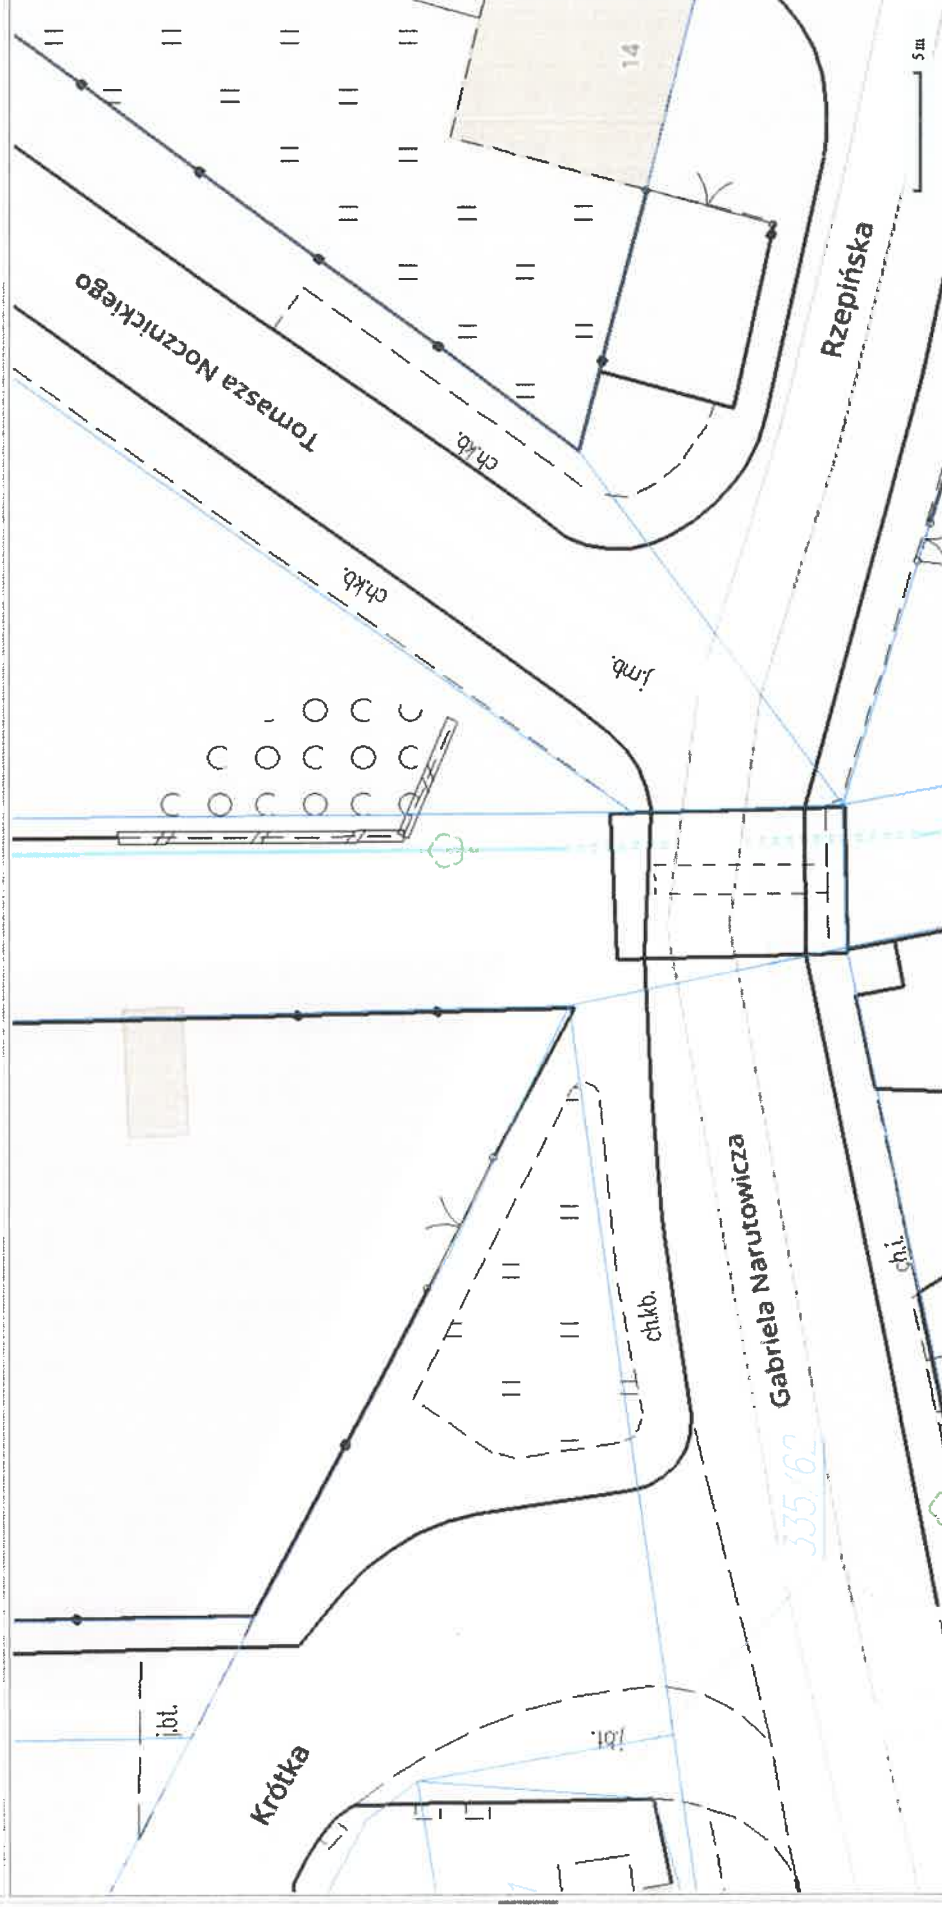 14
5 m
Tomasza Nocznickiego
Rzepińska
ch.kb.
ch.kb.
j.mb.
Gabriela Narutowicza
ch.kb.
ch.i.
335/62
j.bt.
Krótka
j.bt.